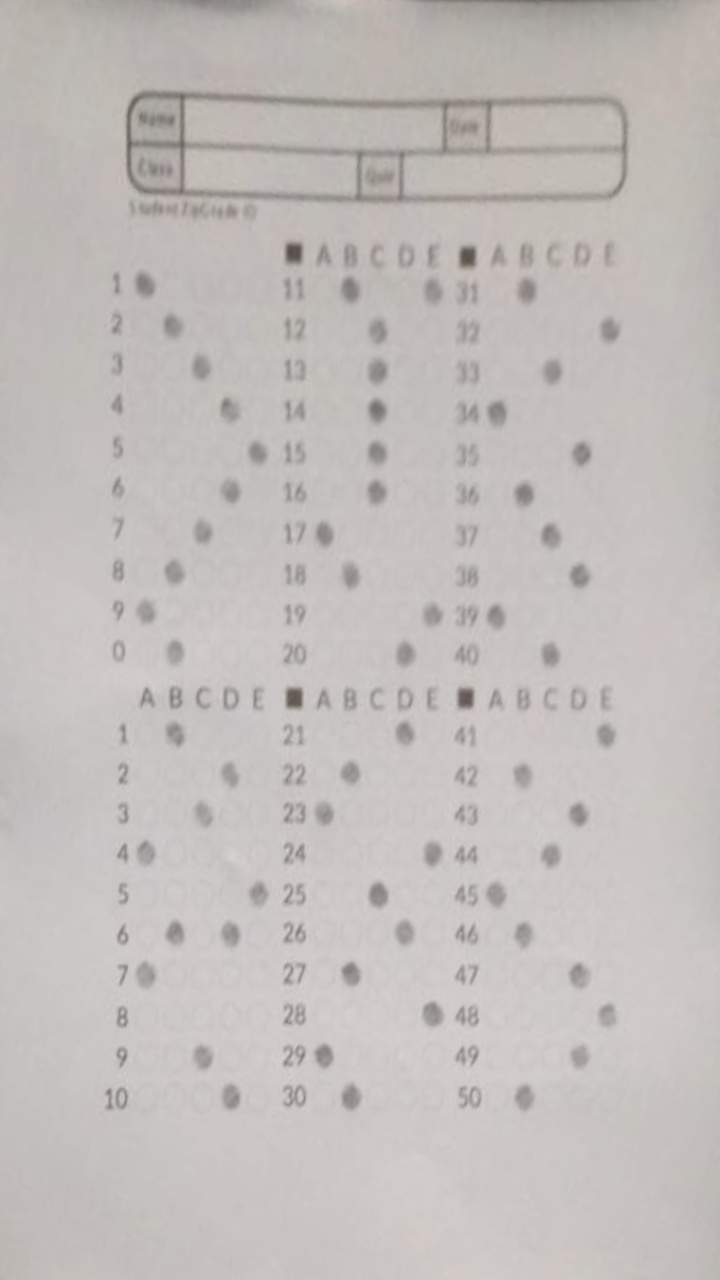 Name Date
Class Quiz
Student ZipGrade ID
A B C D E A B C D E
1 11 31
2 12 32
3 13 33
4 14 34
5 15 35
6 16 36
7 17 37
8 18 38
9 19 39
0 20 40
A B C D E A B C D E A B C D E
1 21 41
2 22 42
3 23 43
4 24 44
5 25 45
6 26 46
7 27 47
8 28 48
9 29 49
10 30 50